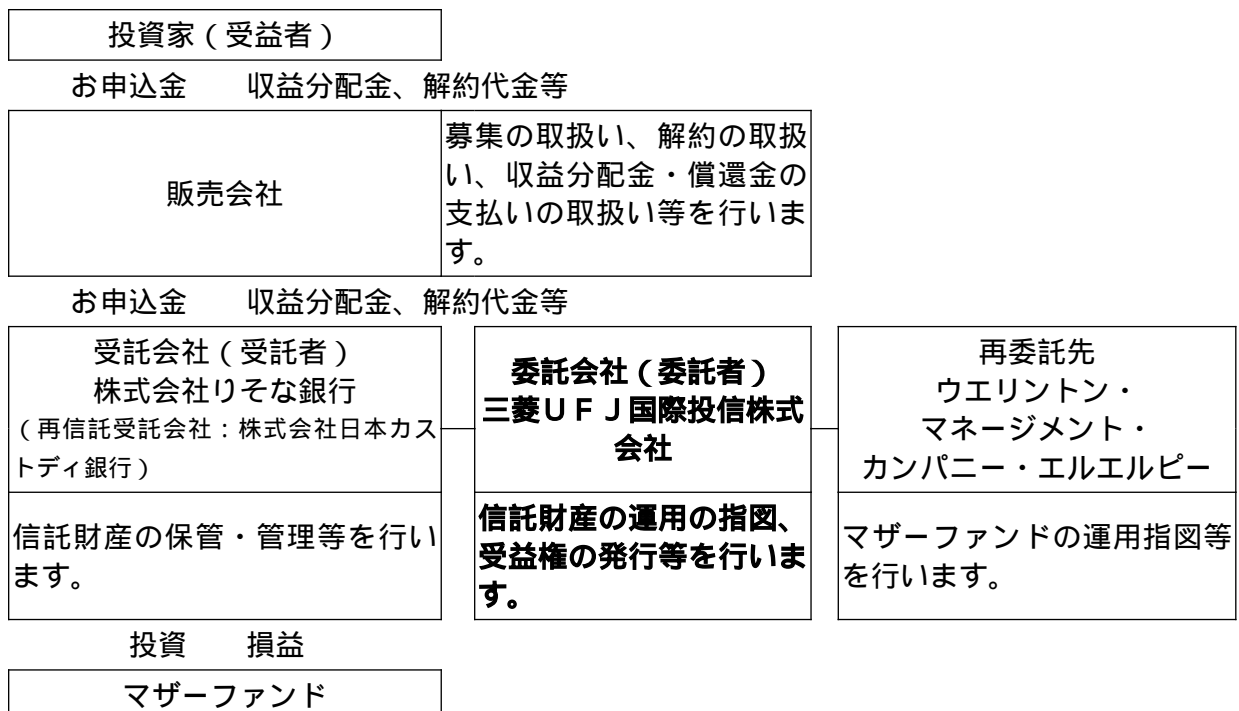 投資家（受益者）
お申込金　　収益分配金、解約代金等
販売会社
募集の取扱い、解約の取扱
い、収益分配金・償還金の
支払いの取扱い等を行いま
す。
お申込金　　収益分配金、解約代金等
受託会社（受託者）
株式会社りそな銀行
（再信託受託会社：株式会社日本カス
トディ銀行）
委託会社（委託者）
三菱ＵＦＪ国際投信株式
会社
再委託先
ウエリントン・
マネージメント・
カンパニー・エルエルピー
信託財産の保管・管理等を行い
ます。
信託財産の運用の指図、
受益権の発行等を行いま
す。
マザーファンドの運用指図等
を行います。
投資　　損益
マザーファンド